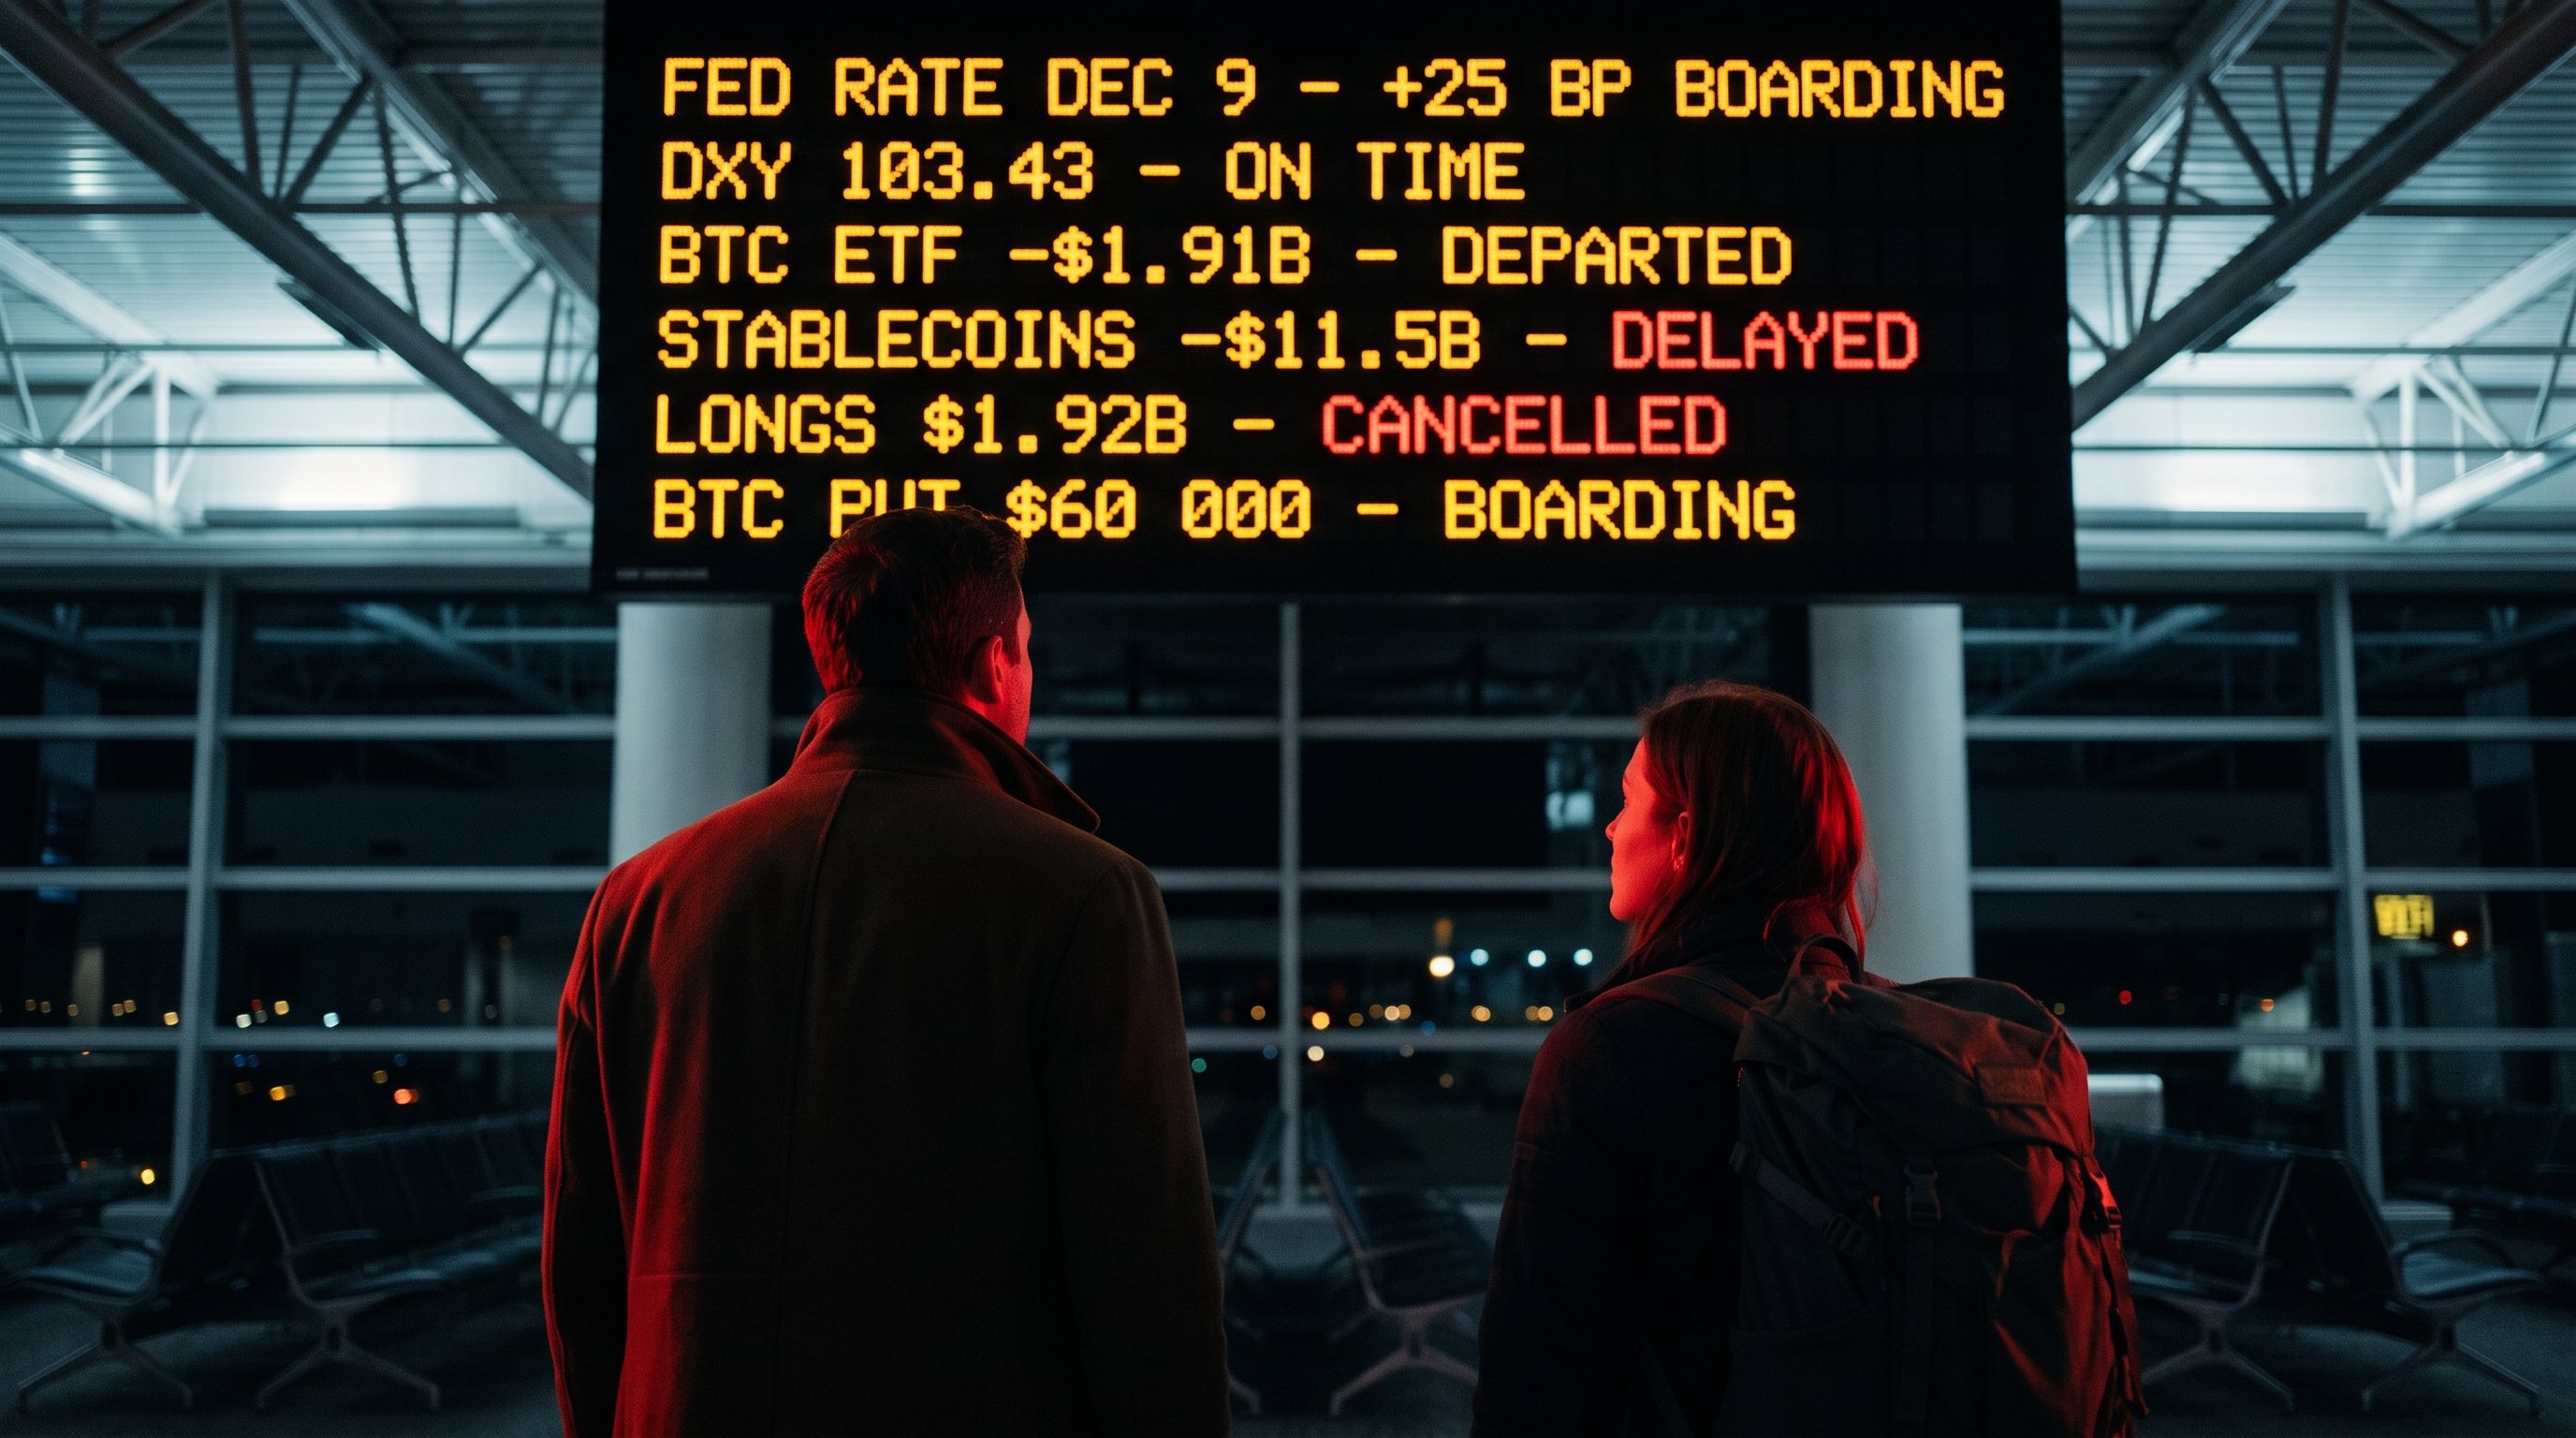 FED RATE DEC 9 – +25 BP BOARDING
DXY 103.43 – ON TIME
BTC ETF -$1.91B – DEPARTED
STABLECOINS -$11.5B – DELAYED
LONGS $1.92B – CANCELLED
BTC PUT $60 000 – BOARDING